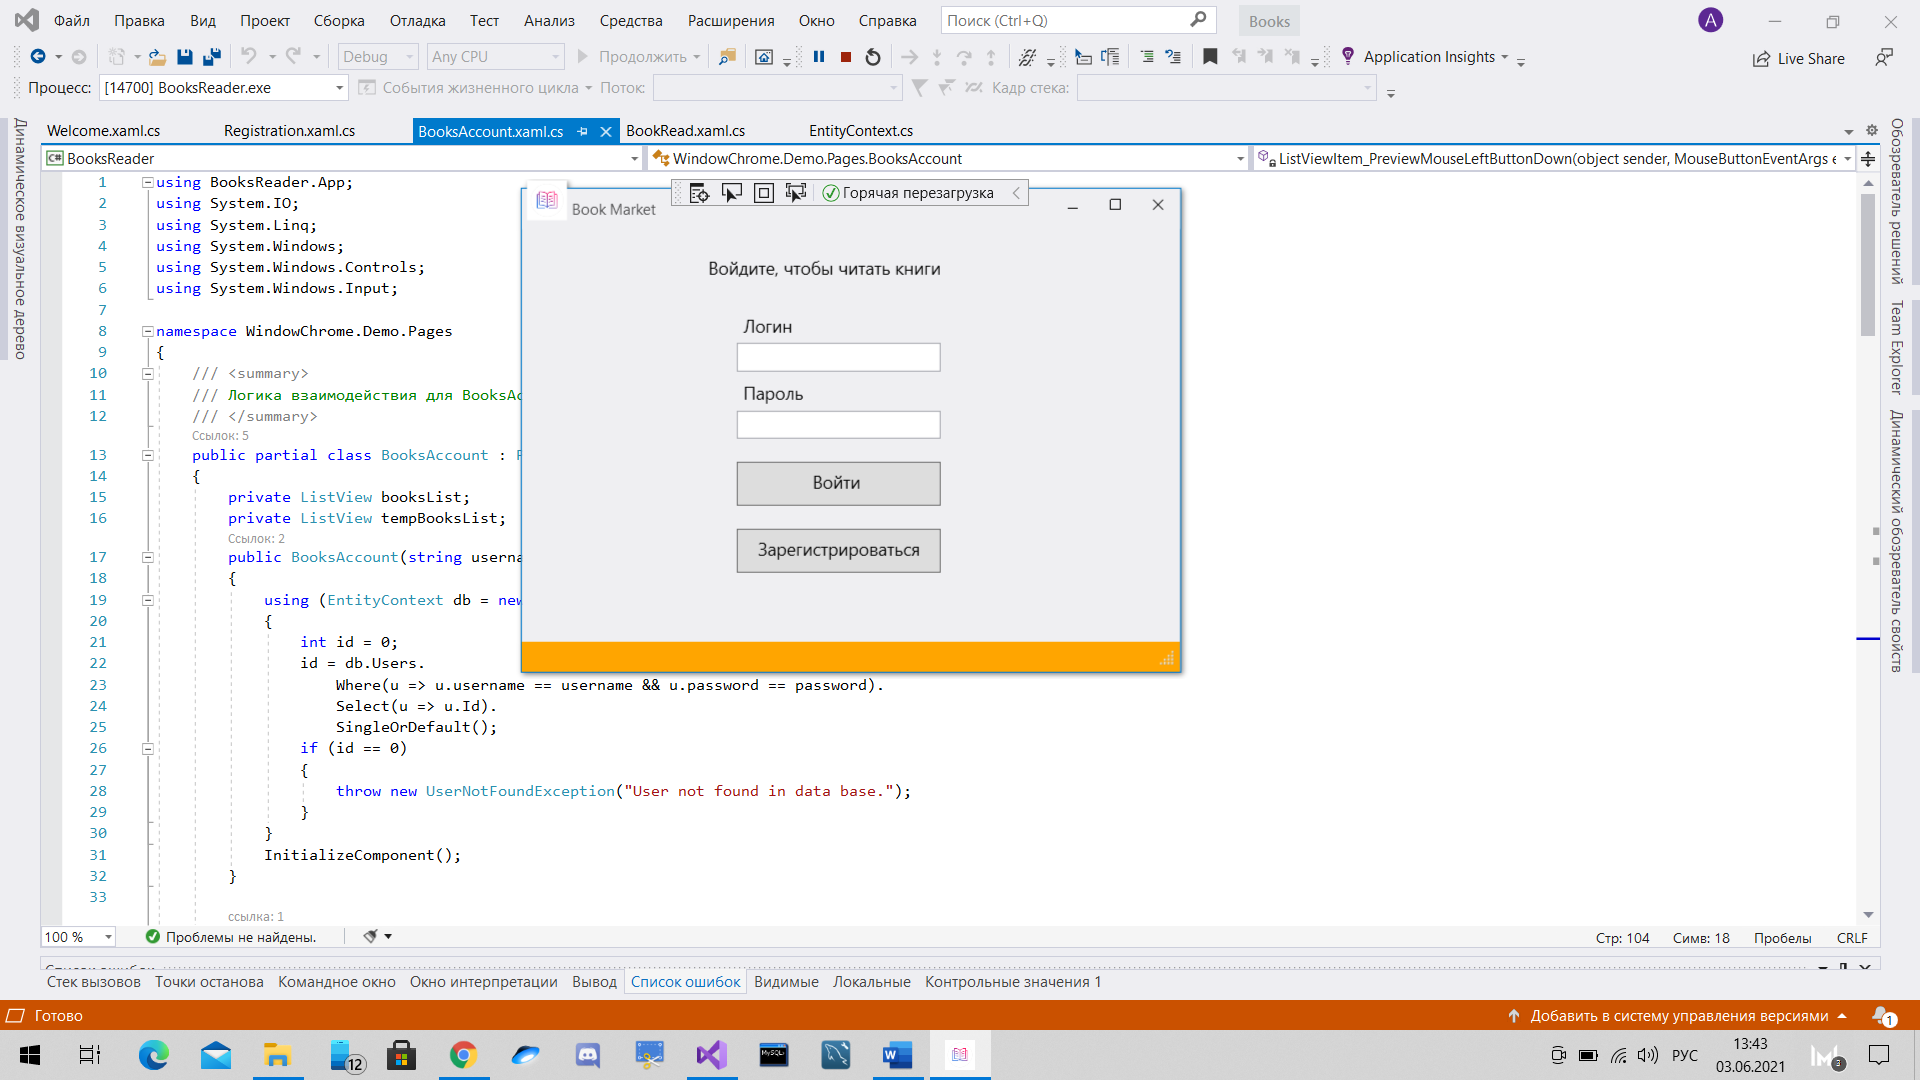 Файл Правка Вид Проект Сборка Отладка Тест Анализ Средства Расширения Окно Справка Поиск (Ctrl+Q) Books A
Debug Any CPU Продолжить Application Insights Live Share
Процесс: [14700] BooksReader.exe События жизненного цикла Поток: Кадр стека:
Welcome.xaml.cs Registration.xaml.cs BooksAccount.xaml.cs BookRead.xaml.cs EntityContext.cs
C# BooksReader WindowChrome.Demo.Pages.BooksAccount ListViewItem_PreviewMouseLeftButtonDown(object sender, MouseButtonEventArgs e
Динамическое визуальное дерево
1 using BooksReader.App;
2 using System.IO;
3 using System.Linq;
4 using System.Windows;
5 using System.Windows.Controls;
6 using System.Windows.Input;
7
8 namespace WindowChrome.Demo.Pages
9 {
10 /// <summary>
11 /// Логика взаимодействия для BooksAc
12 /// </summary>
Ссылок: 5
13 public partial class BooksAccount :
14 {
15 private ListView booksList;
16 private ListView tempBooksList;
Ссылок: 2
17 public BooksAccount(string userna
18 {
19 using (EntityContext db = new
20 {
21 int id = 0;
22 id = db.Users.
23 Where(u => u.username == username && u.password == password).
24 Select(u => u.Id).
25 SingleOrDefault();
26 if (id == 0)
27 {
28 throw new UserNotFoundException("User not found in data base.");
29 }
30 }
31 InitializeComponent();
32 }
33
ссылка: 1
Горячая перезагрузка
Book Market
Войдите, чтобы читать книги
Логин
Пароль
Войти
Зарегистрироваться
Обозреватель решений
Team Explorer
Динамический обозреватель свойств
100 % Проблемы не найдены. Стр: 104 Симв: 18 Пробелы CRLF
Список ошибок
Стек вызовов Точки останова Командное окно Окно интерпретации Вывод Список ошибок Видимые Локальные Контрольные значения 1
Готово Добавить в систему управления версиями 1
12 MySQL W РУС 13:43 3
03.06.2021